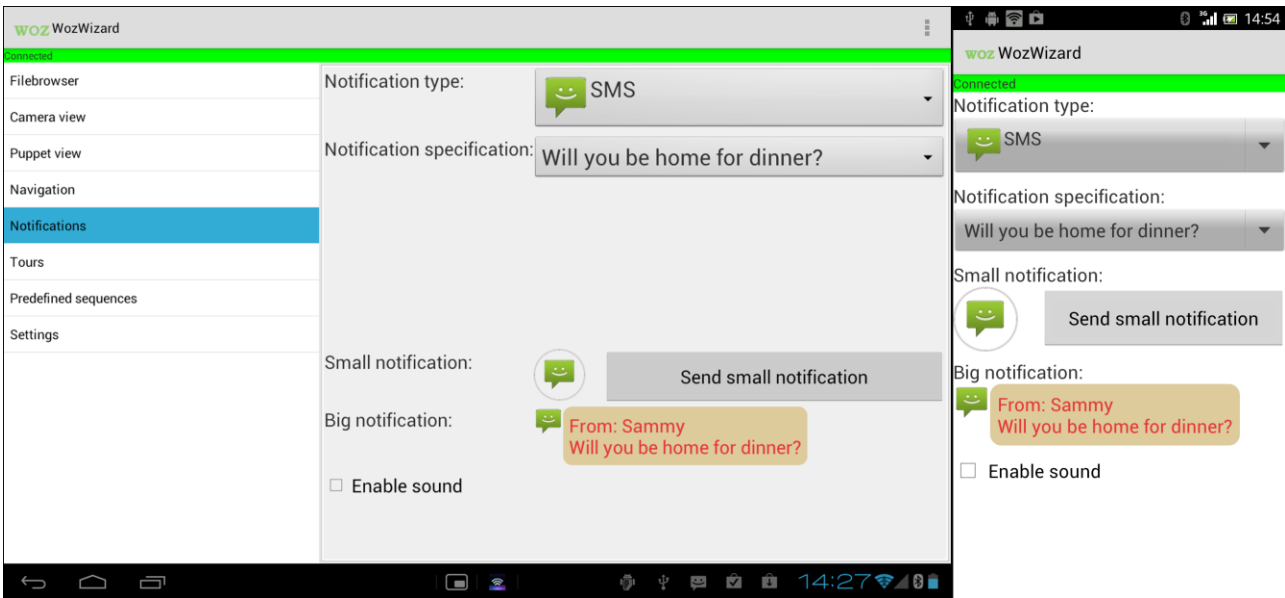 woz WozWizard
Connected
Filebrowser
Camera view
Puppet view
Navigation
Notifications
Tours
Predefined sequences
Settings
Notification type:
SMS
Notification specification:
Will you be home for dinner?
Small notification:
Send small notification
Big notification:
From: Sammy
Will you be home for dinner?
Enable sound
14:27
3G 14:54
woz WozWizard
Connected
Notification type:
SMS
Notification specification:
Will you be home for dinner?
Small notification:
Send small notification
Big notification:
From: Sammy
Will you be home for dinner?
Enable sound